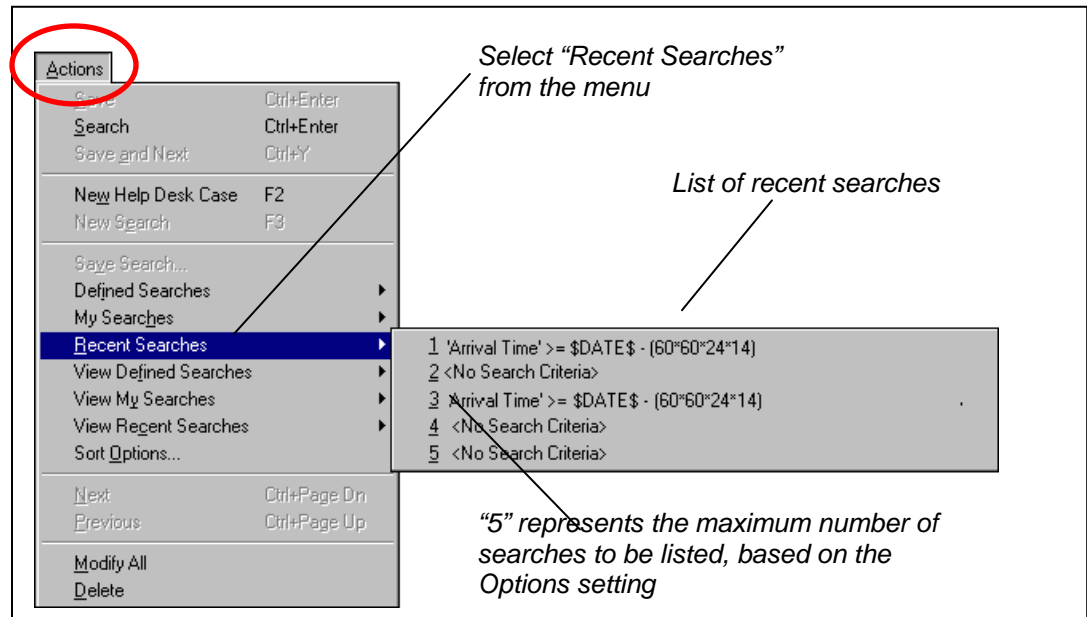 Actions
Select “Recent Searches”
from the menu
Save Ctrl+Enter
Search Ctrl+Enter
Save and Next Ctrl+Y
New Help Desk Case F2
New Search F3
List of recent searches
Save Search...
Defined Searches
My Searches
Recent Searches
View Defined Searches
View My Searches
View Recent Searches
Sort Options...
1 'Arrival Time' >= $DATE$ - (60*60*24*14)
2 <No Search Criteria>
3 'Arrival Time' >= $DATE$ - (60*60*24*14)
4 <No Search Criteria>
5 <No Search Criteria>
Next Ctrl+Page Dn
Previous Ctrl+Page Up
Modify All
Delete
“5” represents the maximum number of
searches to be listed, based on the
Options setting